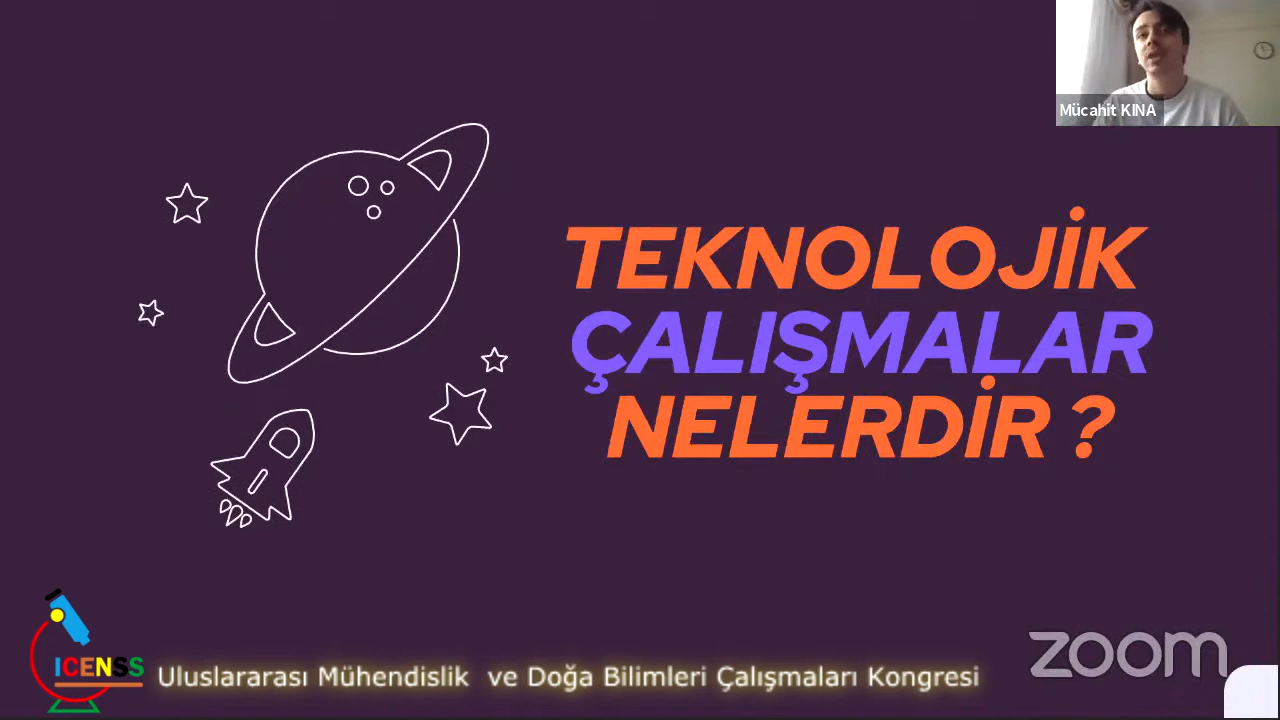 Mücahit KINA
TEKNOLOJİK
ÇALIŞMALAR
NELERDİR ?
ICENSS
Uluslararası Mühendislik ve Doğa Bilimleri Çalışmaları Kongresi
zoom